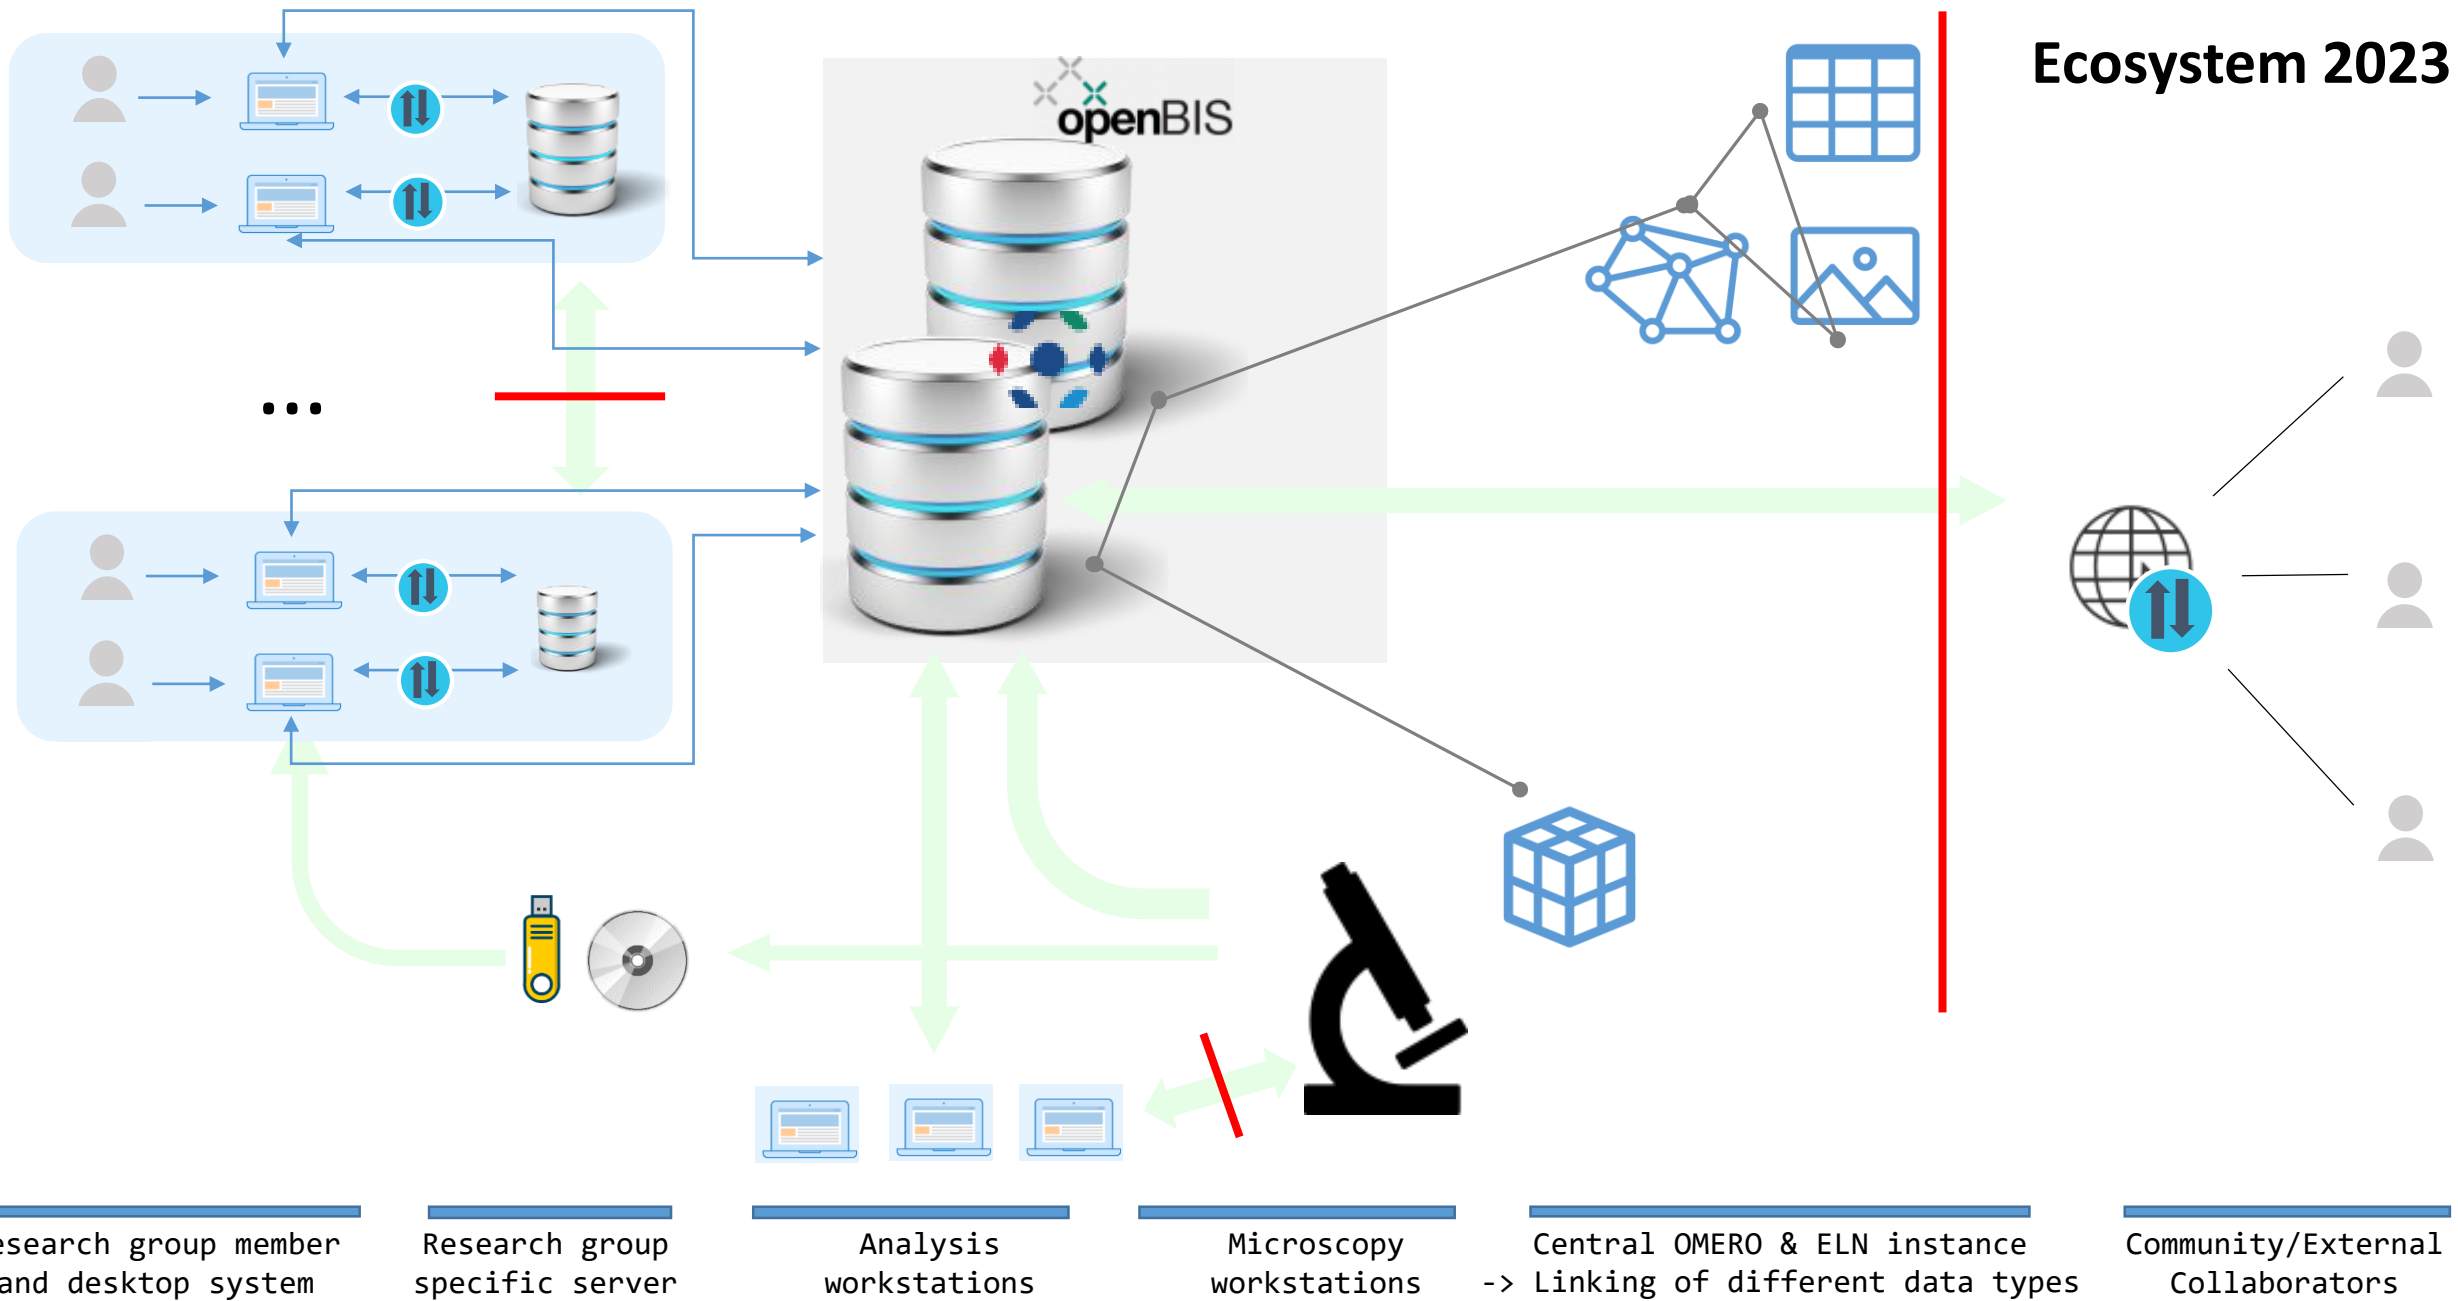 Ecosystem 2023
openBIS
...
esearch group member
and desktop system
Research group
specific server
Analysis
workstations
Microscopy
workstations
Central OMERO & ELN instance
-> Linking of different data types
Community/External
Collaborators